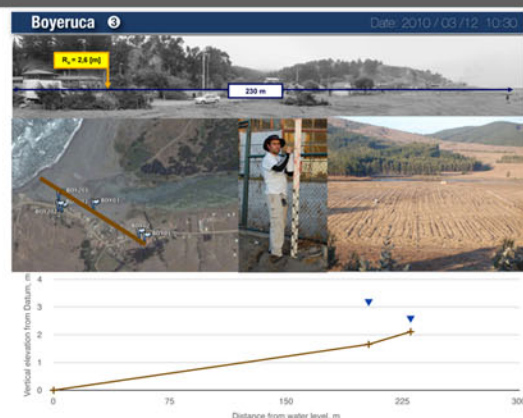 Boyeruca 3
Date: 2010 / 03 /12 10:30
Rᵤ = 2,6 [m]
230 m
4
3
2
1
0
Vertical elevation from Datum, m
0
75
150
225
300
Distance from water level, m